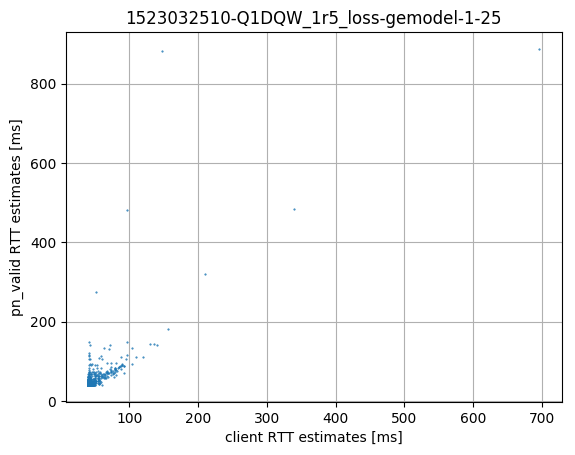 1523032510-Q1DQW_1r5_loss-gemodel-1-25
pn_valid RTT estimates [ms]
800
600
400
200
0
100 200 300 400 500 600 700
client RTT estimates [ms]